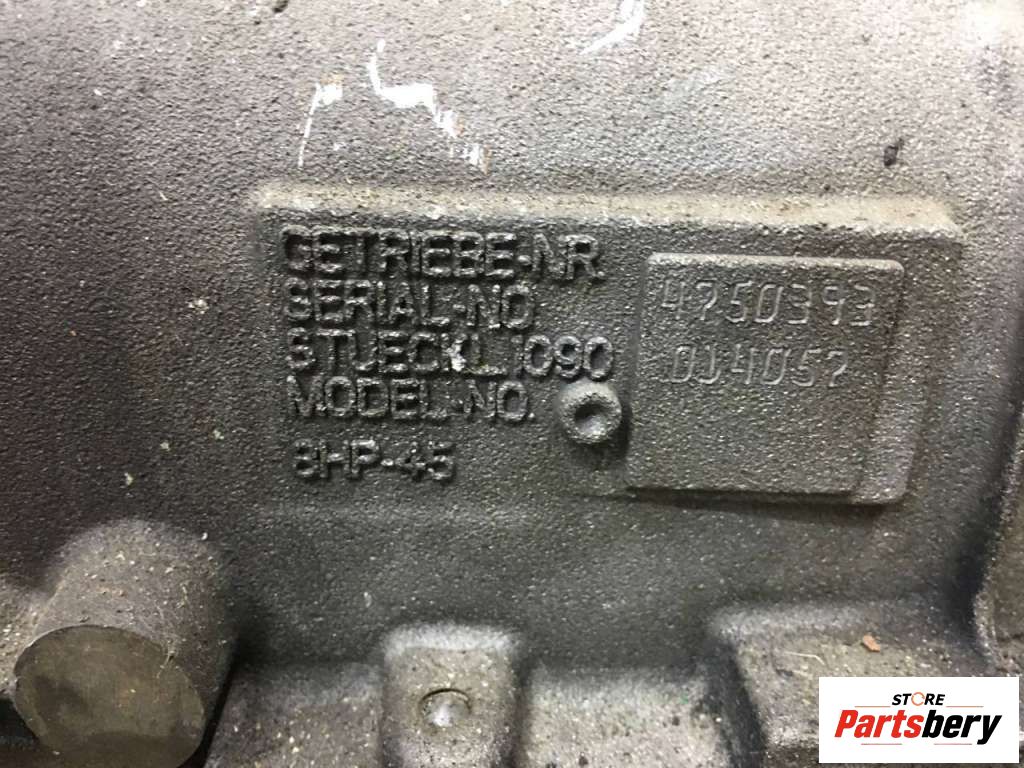 GETRIEBE-NR.
SERIAL-NO
STUECKL.1090
MODEL-NO.
8HP-45
4750393
014057
STORE
Partsbery